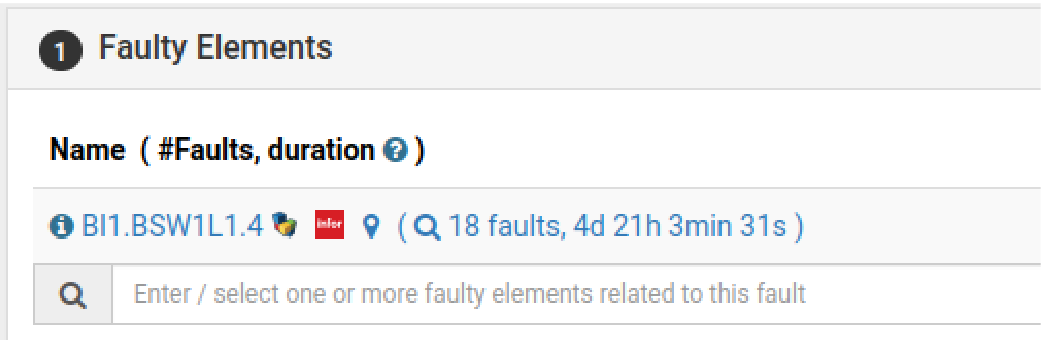 1 Faulty Elements
Name ( #Faults, duration ? )
i BI1.BSW1L1.4 infor ( 18 faults, 4d 21h 3min 31s )
Enter / select one or more faulty elements related to this fault